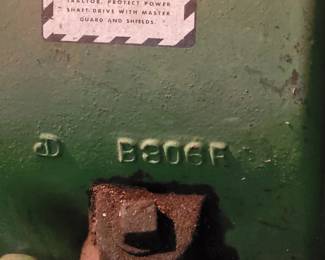 TRACTOR. PROTECT POWER
SHAFT DRIVE WITH MASTER
GUARD AND SHIELDS.
B806F